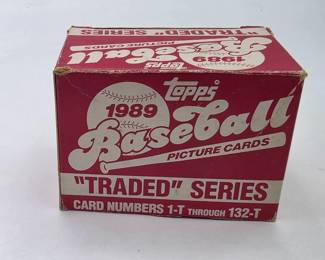 Topps
1989
Baseball
PICTURE CARDS
"TRADED" SERIES
Topps
1989
Baseball
PICTURE CARDS
"TRADED" SERIES
CARD NUMBERS 1-T THROUGH 132-T